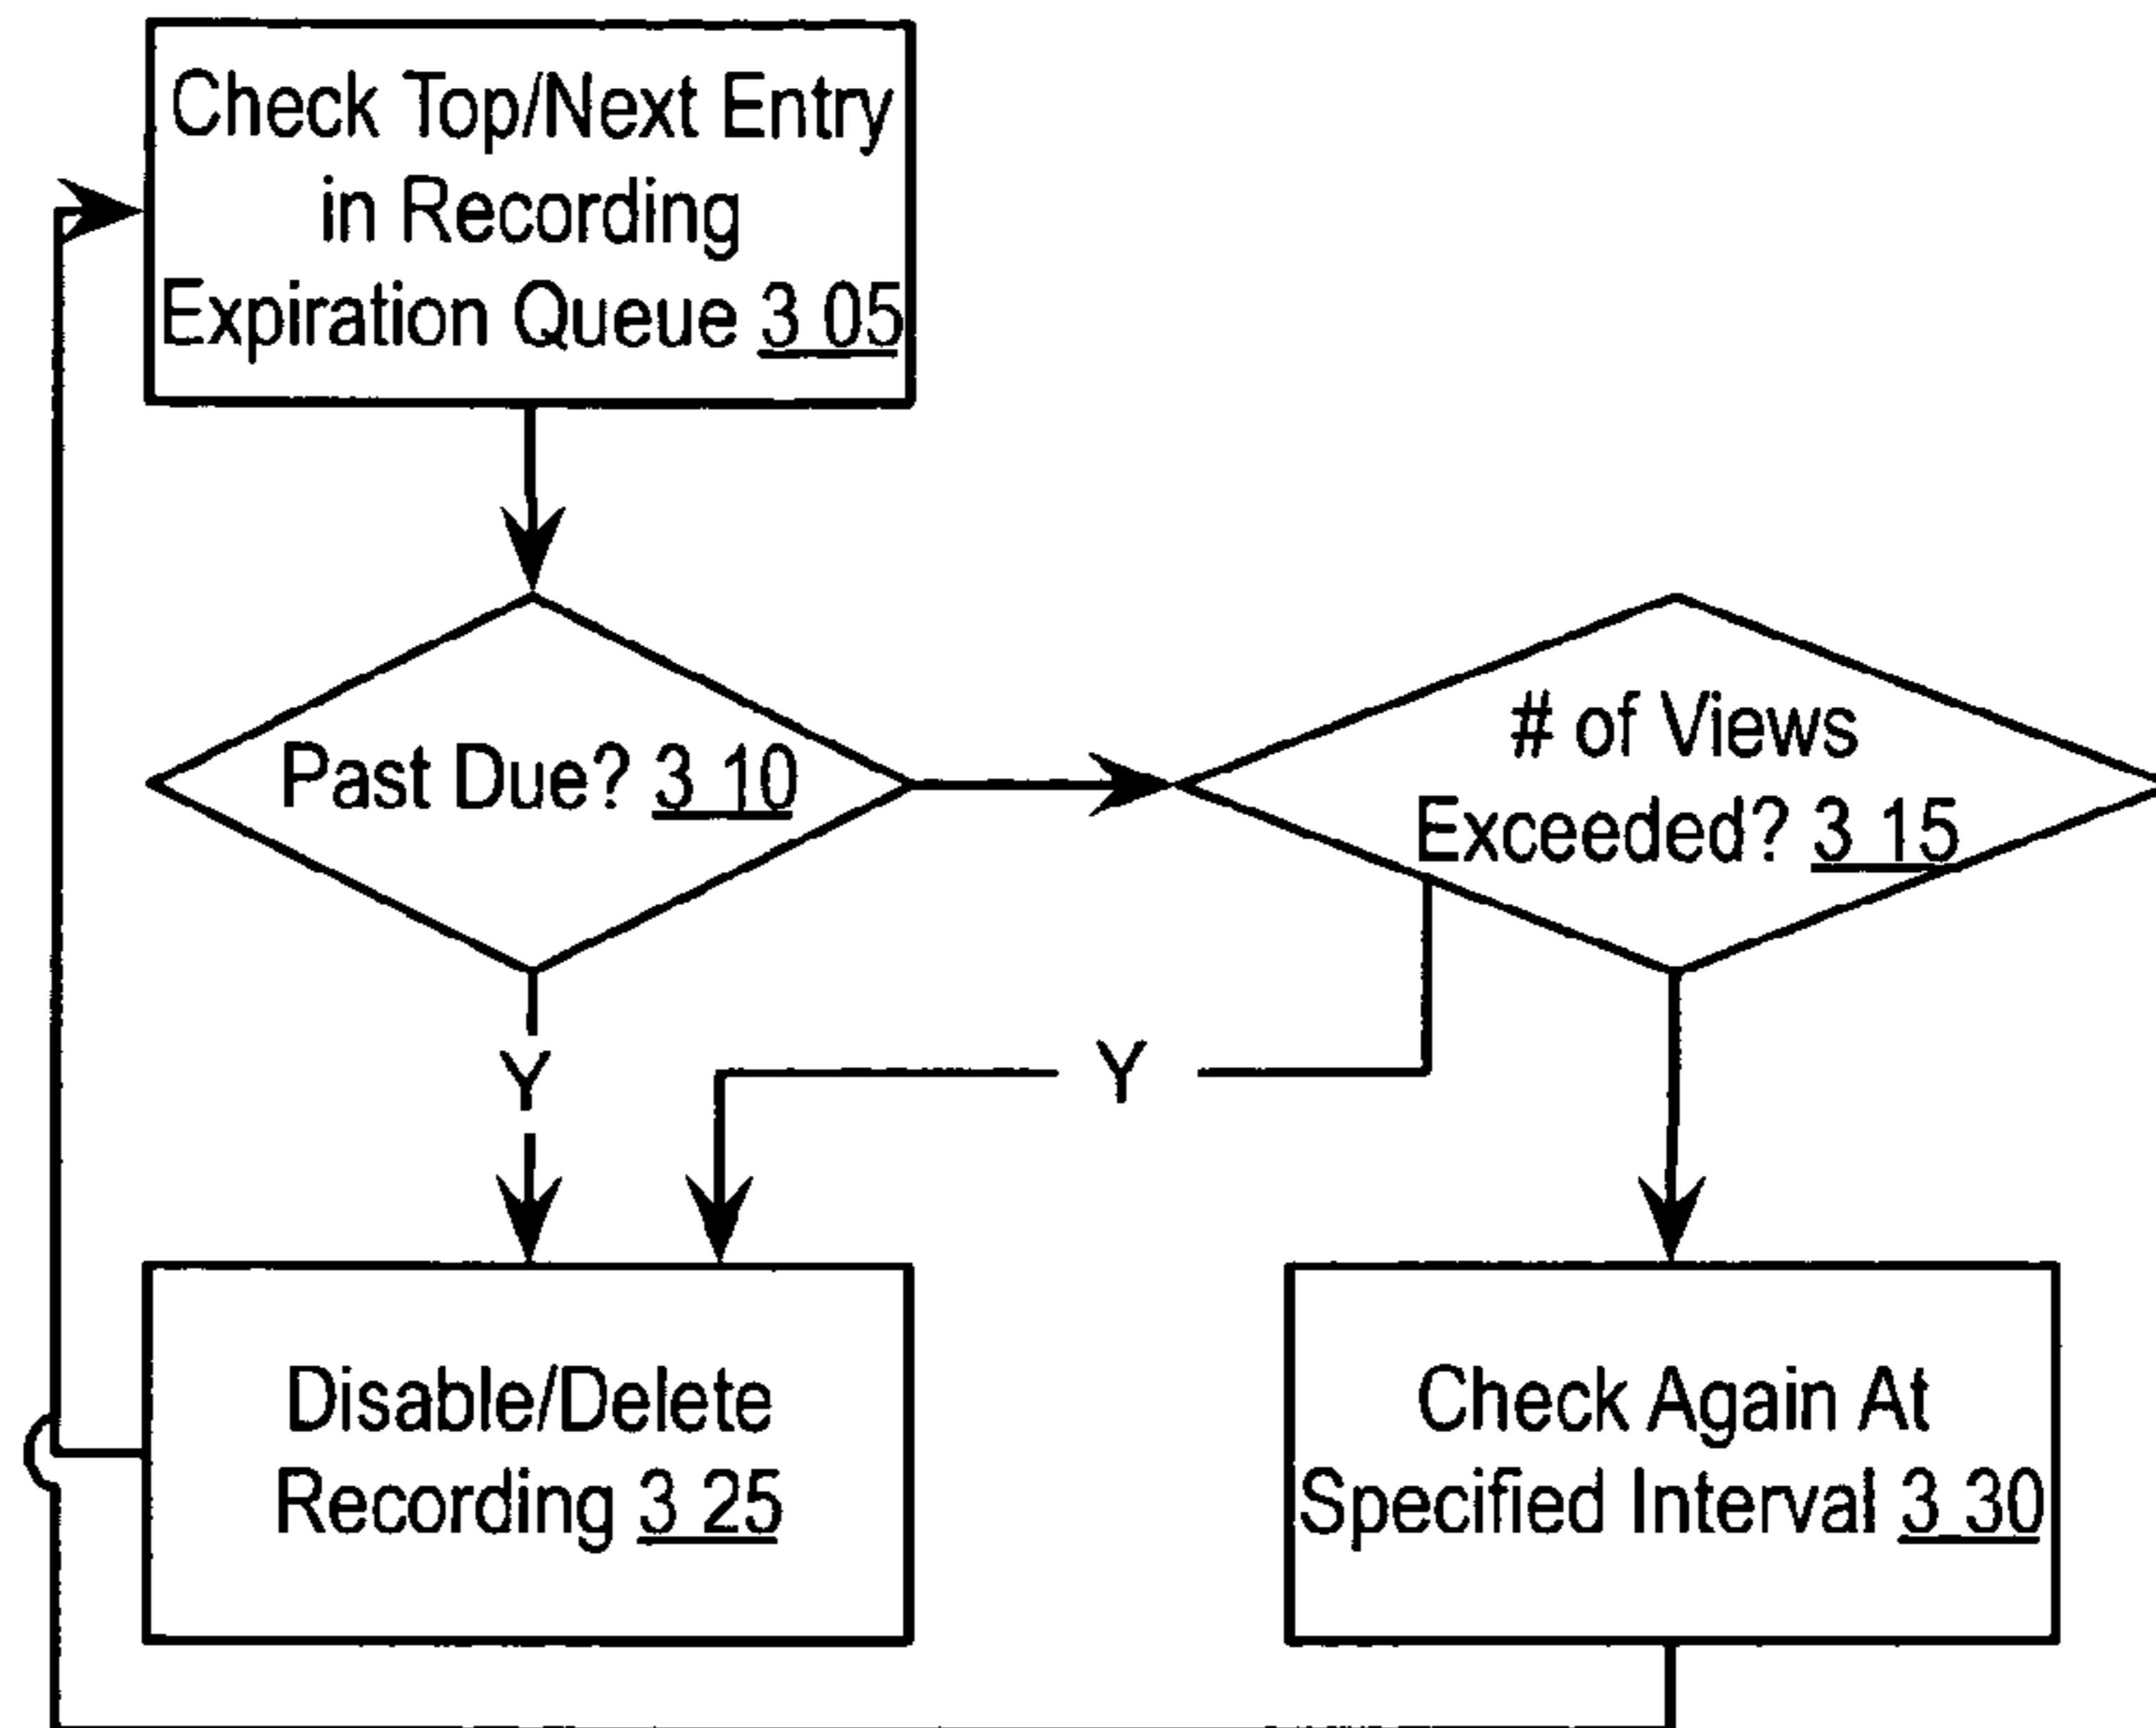 Check Top/Next Entry
in Recording
Expiration Queue 3 05
Past Due? 3 10
# of Views
Exceeded? 3 15
Y
Y
Disable/Delete
Recording 3 25
Check Again At
Specified Interval 3 30